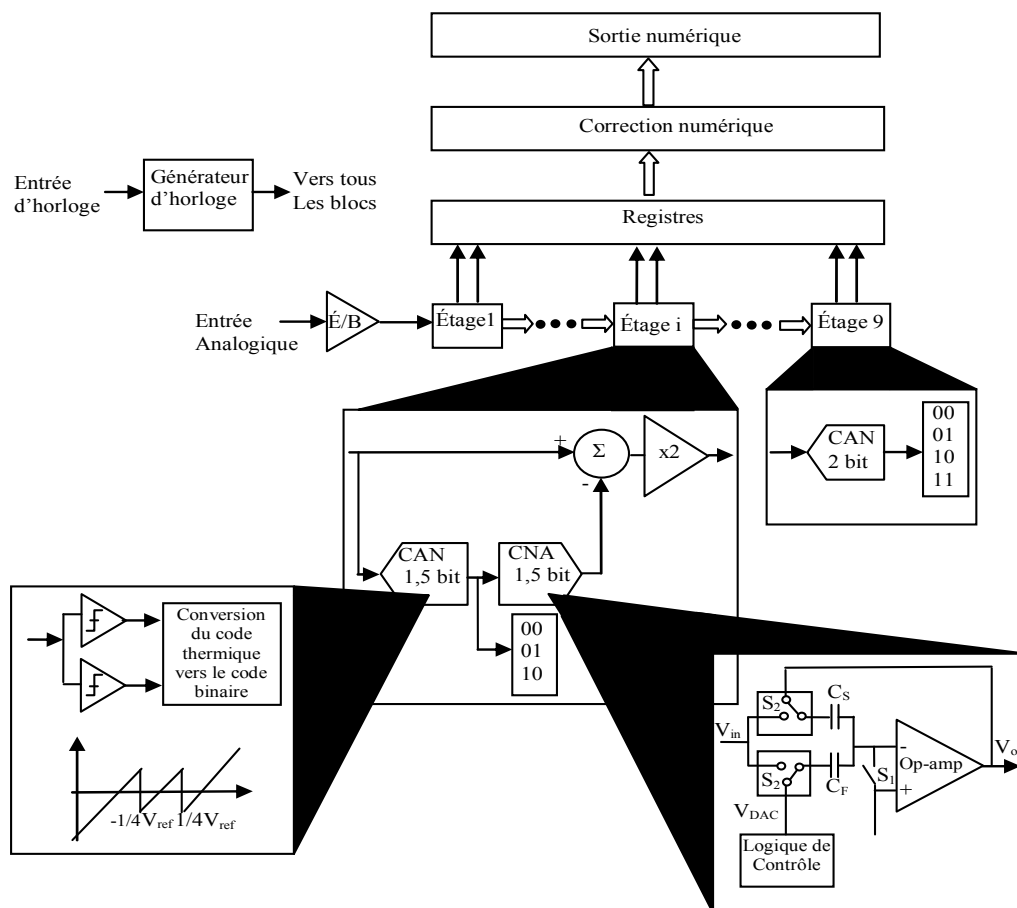 Sortie numérique
Correction numérique
Entrée
d'horloge
Générateur
d'horloge
Vers tous
Les blocs
Registres
Entrée
Analogique
É/B
Étage1
Étage i
Étage 9
+
Σ
-
x2
CAN
2 bit
00
01
10
11
CAN
1,5 bit
CNA
1,5 bit
00
01
10
Conversion
du code
thermique
vers le code
binaire
-1/4Vref 1/4Vref
S2
CS
Vin
S2
CF
VDAC
-
Op-amp
+
S1
Vo
Logique de
Contrôle